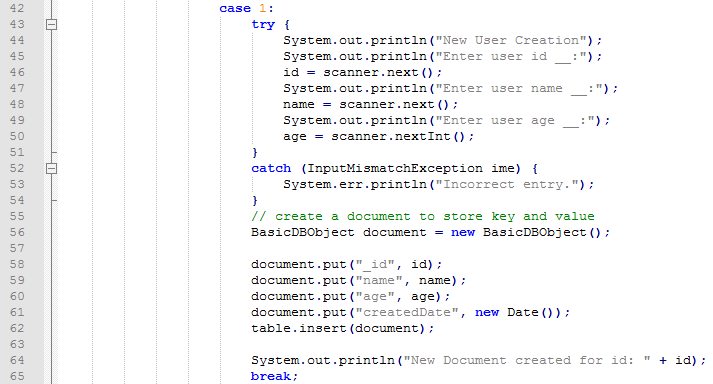 42 case 1:
43 try {
44 System.out.println("New User Creation");
45 System.out.println("Enter user id __:");
46 id = scanner.next();
47 System.out.println("Enter user name __:");
48 name = scanner.next();
49 System.out.println("Enter user age __:");
50 age = scanner.nextInt();
51 }
52 catch (InputMismatchException ime) {
53 System.err.println("Incorrect entry.");
54 }
55 // create a document to store key and value
56 BasicDBObject document = new BasicDBObject();
57
58 document.put("_id", id);
59 document.put("name", name);
60 document.put("age", age);
61 document.put("createdDate", new Date());
62 table.insert(document);
63
64 System.out.println("New Document created for id: " + id);
65 break;